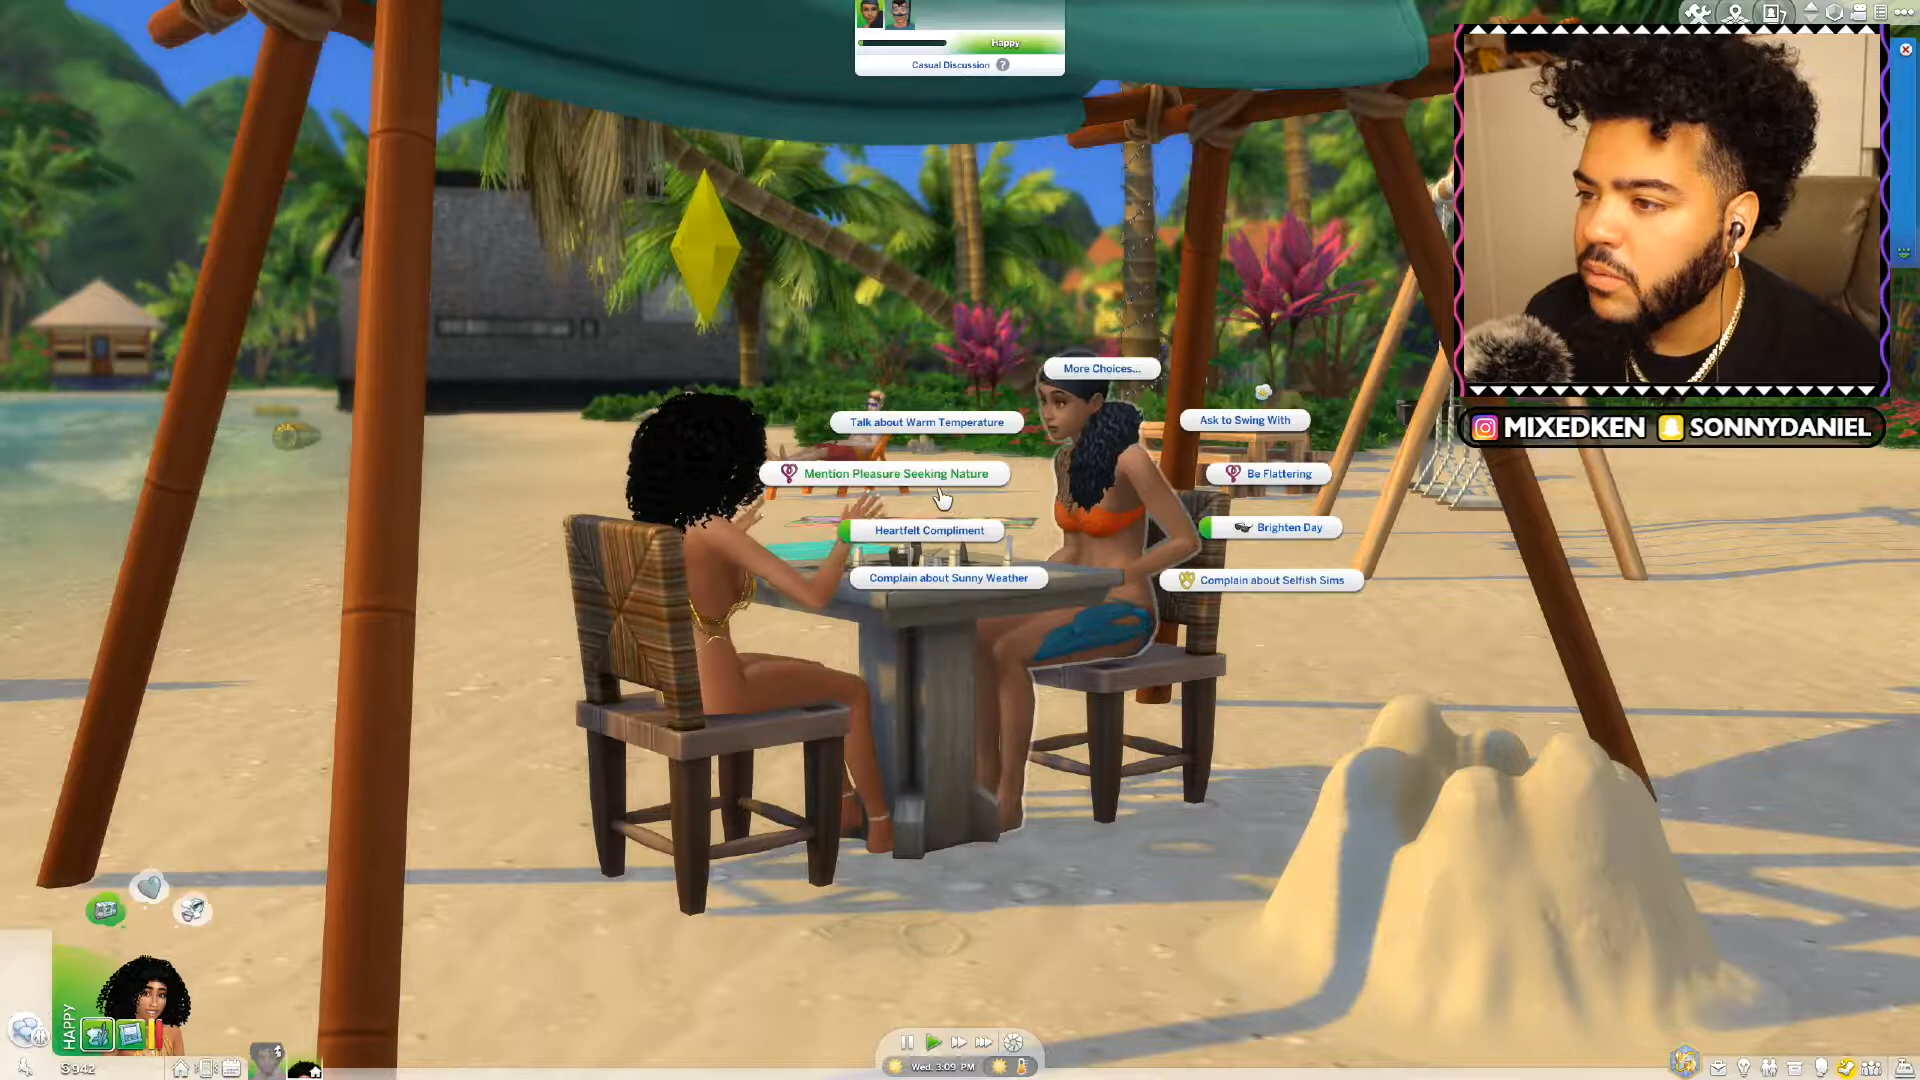 Happy
Casual Discussion ?
More Choices...
Talk about Warm Temperature
Ask to Swing With
MIXEDKEN SONNYDANIEL
Mention Pleasure Seeking Nature
Be Flattering
Heartfelt Compliment
Brighten Day
Complain about Sunny Weather
Complain about Selfish Sims
HAPPY
Wed. 3:09 PM
§942